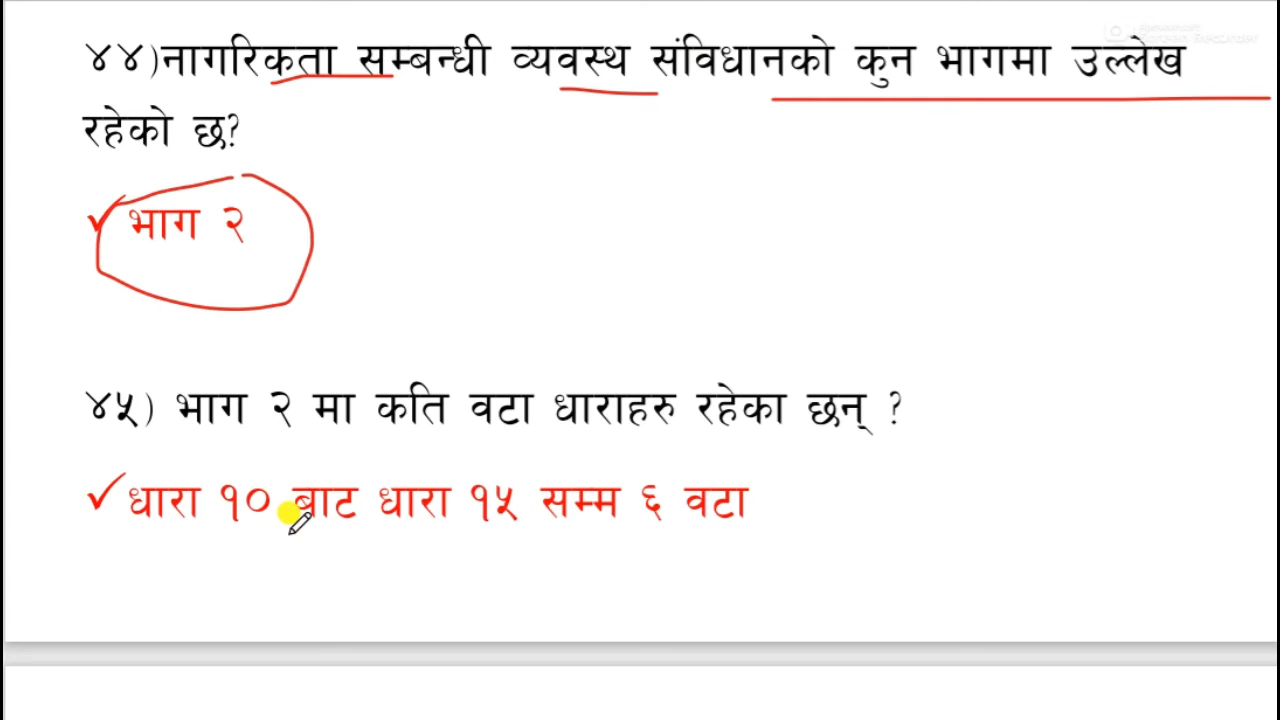 ४४)नागरिकता सम्बन्धी व्यवस्थ संविधानको कुन भागमा उल्लेख
रहेको छ?
✓ भाग २
४५) भाग २ मा कति वटा धाराहरु रहेका छन् ?
✓धारा १० बाट धारा १५ सम्म ६ वटा